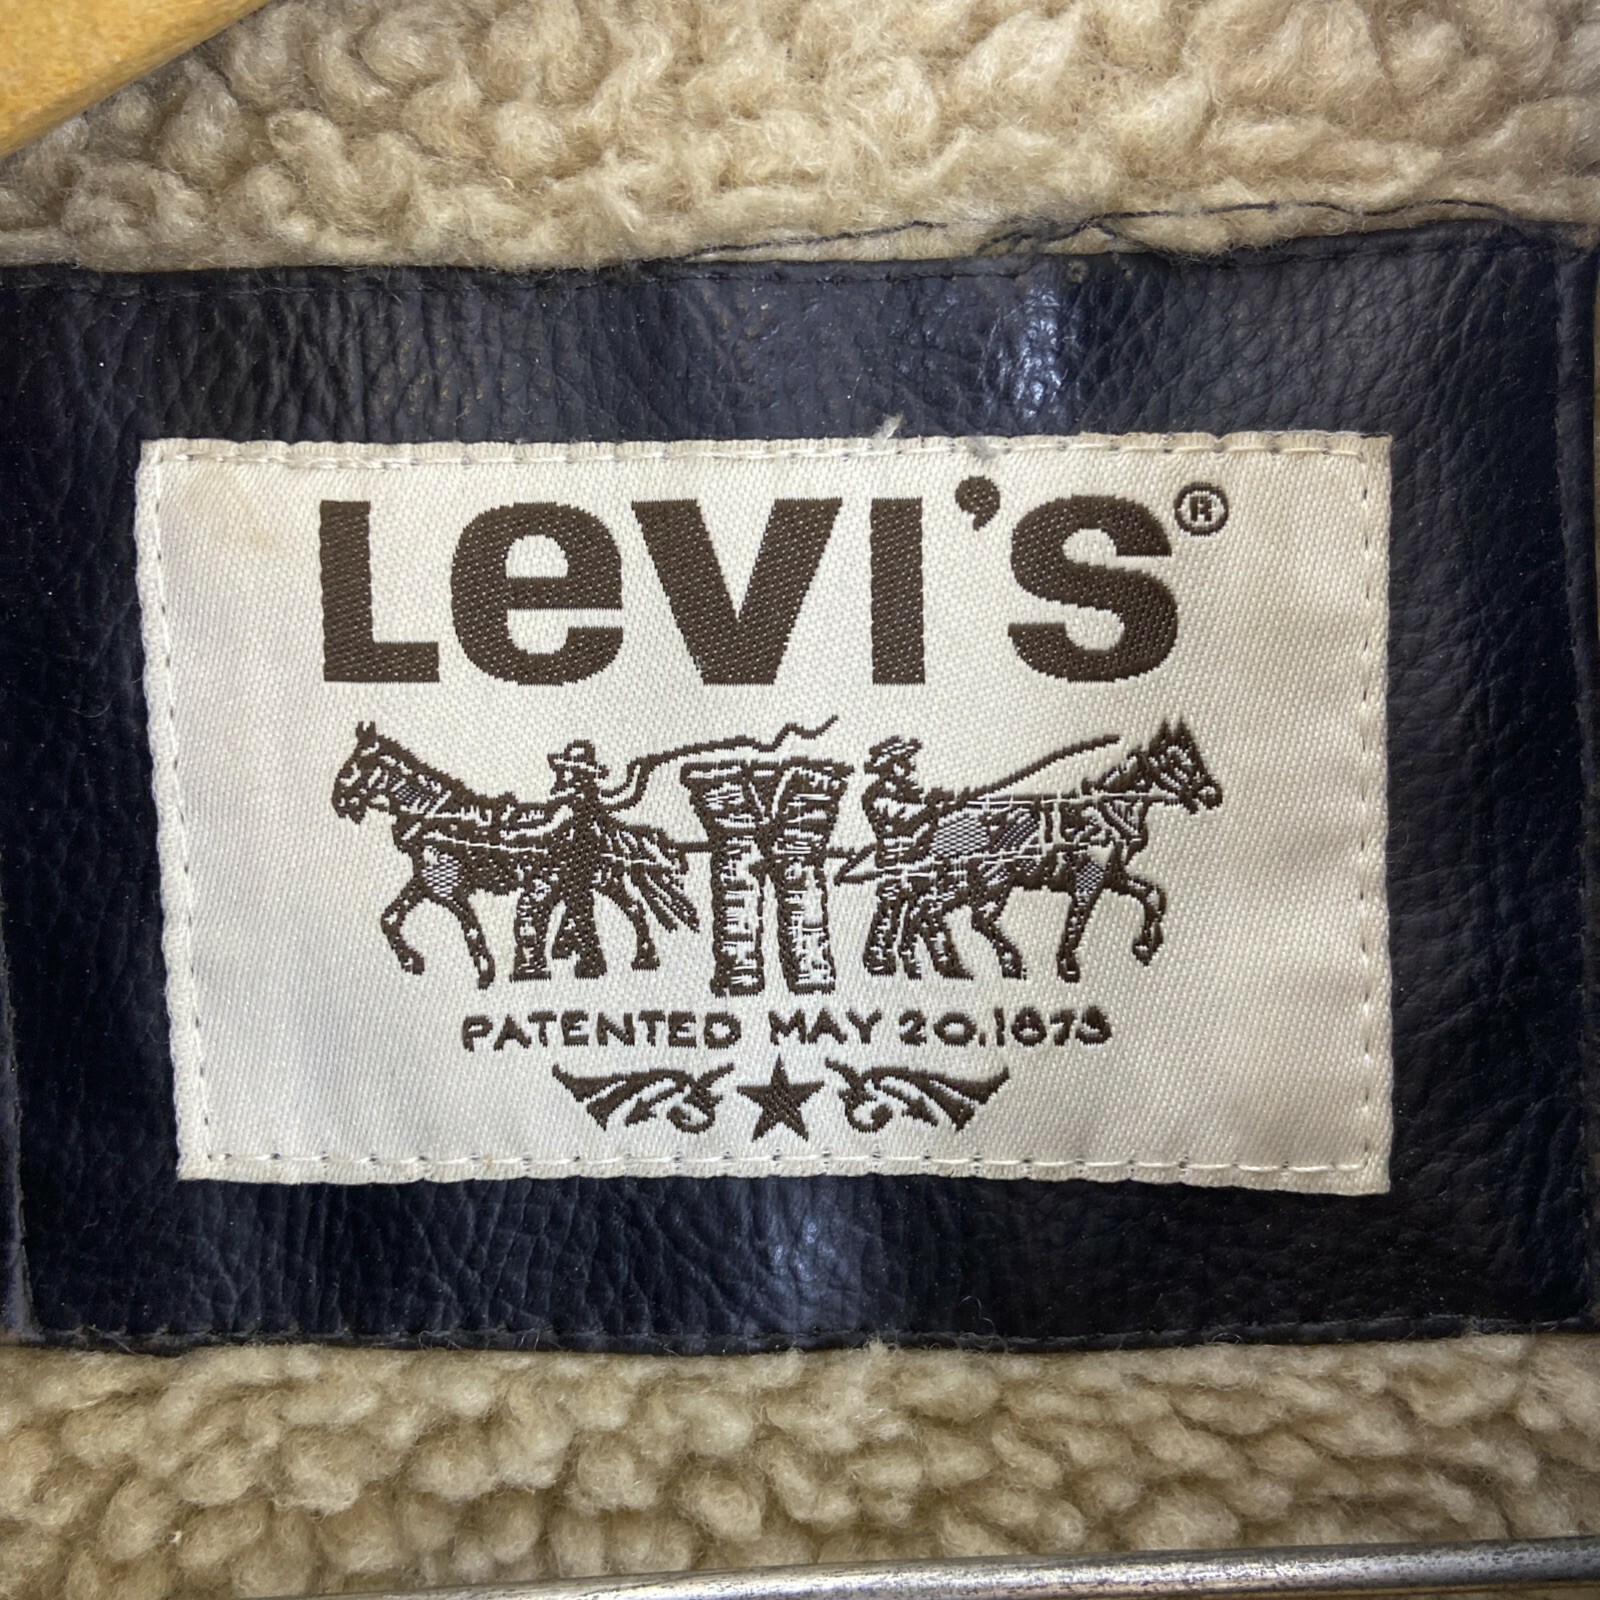 Levi's®
PATENTED MAY 20.1873